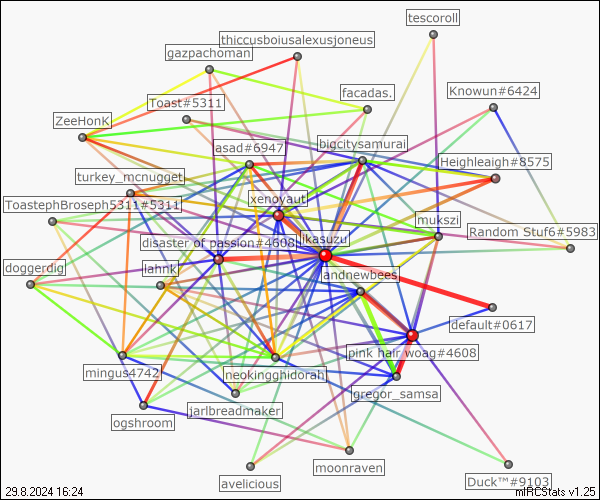 tescoroll
thiccusboiusalexusjoneus
gazpachoman
facadas.
Knowun#6424
Toast#5311
ZeeHonK
bigcitysamurai
asad#6947
Heighleaigh#8575
turkey_mcnugget
xenoyaut
ToastephBroseph5311#5311
mukszi
Random Stuf6#5983
disaster of passion#4608
ikasuzu
doggerdig
lahnk
andnewbees
default#0617
pink hair woag#4608
mingus4742
neokingghidorah
gregor_samsa
jarlbreadmaker
ogshroom
moonraven
avelicious
Duck™#9103
29.8.2024 16:24
mIRCStats v1.25